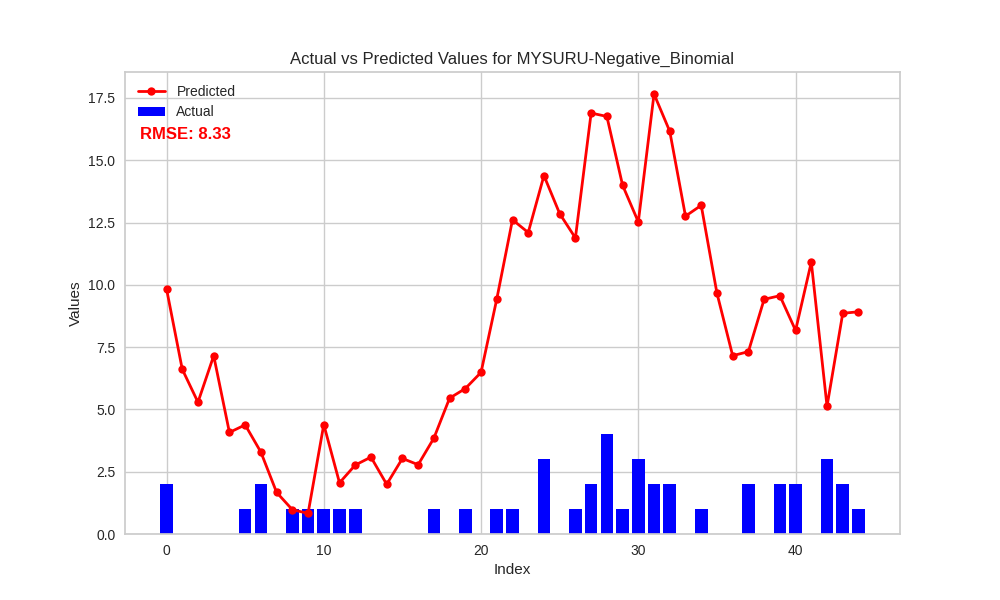 Actual vs Predicted Values for MYSURU-Negative_Binomial
Predicted
Actual
RMSE: 8.33
17.5
15.0
12.5
10.0
7.5
5.0
2.5
0.0
Values
0 10 20 30 40
Index